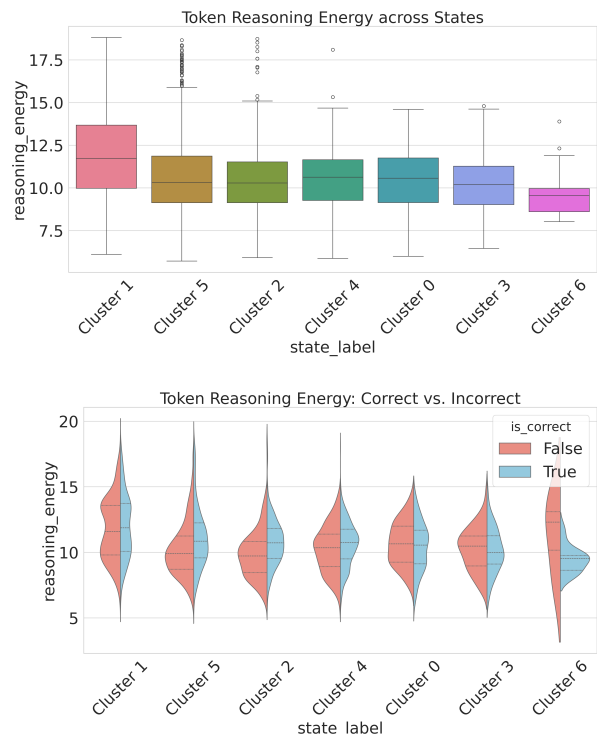 Token Reasoning Energy across States
reasoning_energy
17.5
15.0
12.5
10.0
7.5
Cluster 1
Cluster 5
Cluster 2
Cluster 4
Cluster 0
Cluster 3
Cluster 6
state_label
Token Reasoning Energy: Correct vs. Incorrect
reasoning_energy
20
15
10
5
is_correct
False
True
Cluster 1
Cluster 5
Cluster 2
Cluster 4
Cluster 0
Cluster 3
Cluster 6
state_label